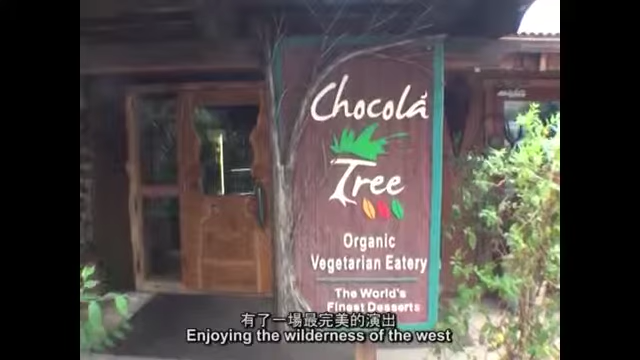 Chocolá
Tree
Organic
Vegetarian Eatery
The World's
Finest Desserts
有了一場最完美的演出
Enjoying the wilderness of the west